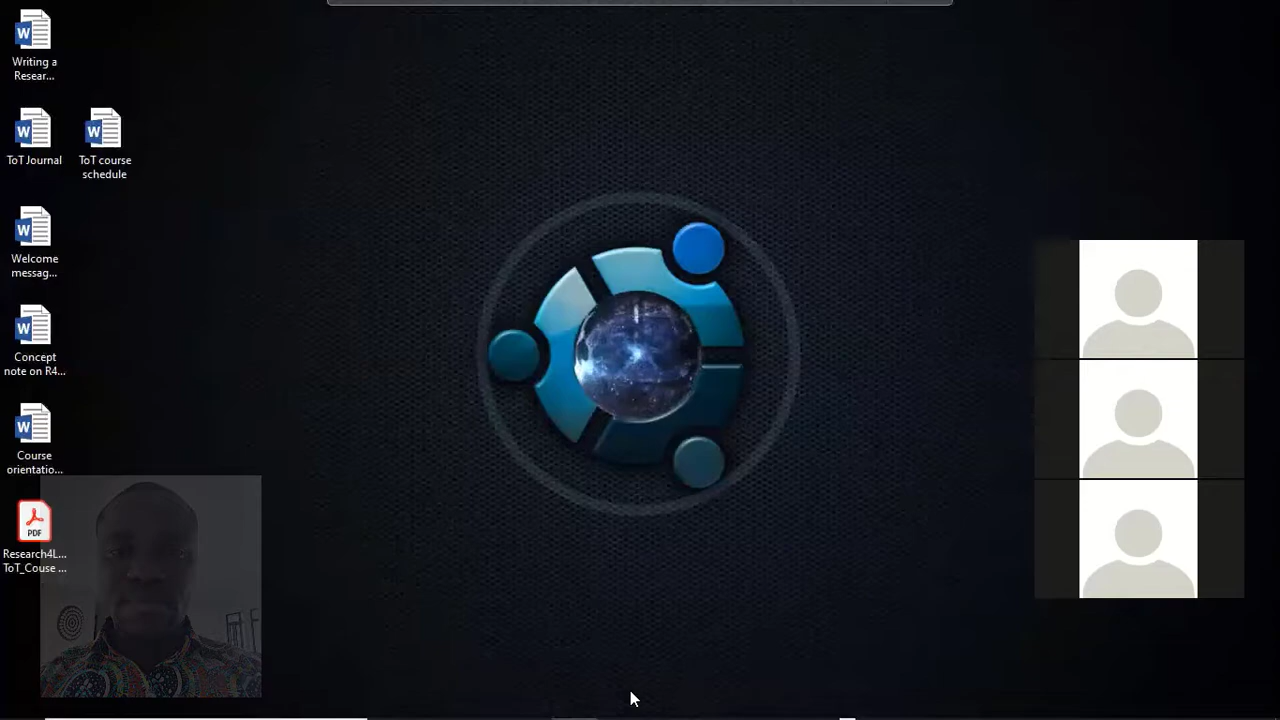 Writing a
Resear...
ToT Journal
ToT course
schedule
Welcome
messag...
Concept
note on R4...
Course
orientatio...
PDF
Research4L...
ToT_Couse ...